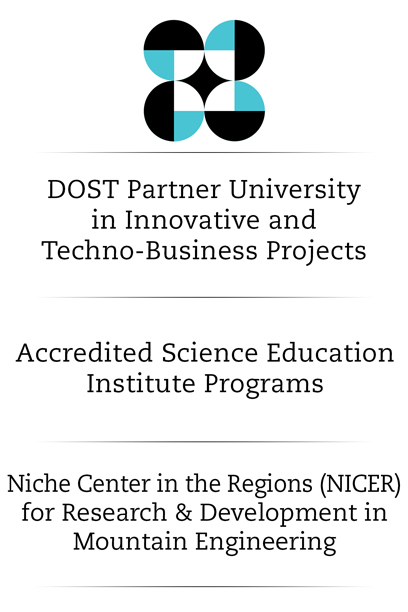 DOST Partner University
in Innovative and
Techno-Business Projects
Accredited Science Education
Institute Programs
Niche Center in the Regions (NICER)
for Research & Development in
Mountain Engineering